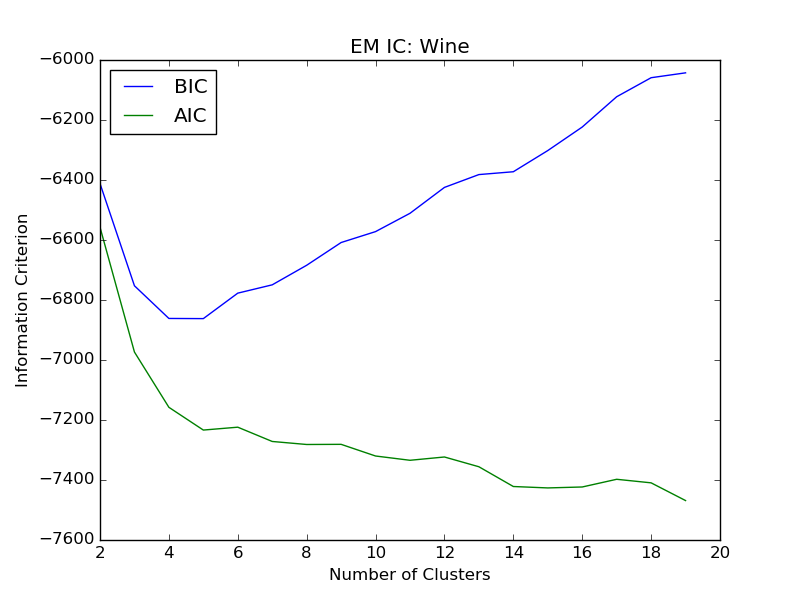 EM IC: Wine
BIC
AIC
Information Criterion
−6000
−6200
−6400
−6600
−6800
−7000
−7200
−7400
−7600
2 4 6 8 10 12 14 16 18 20
Number of Clusters